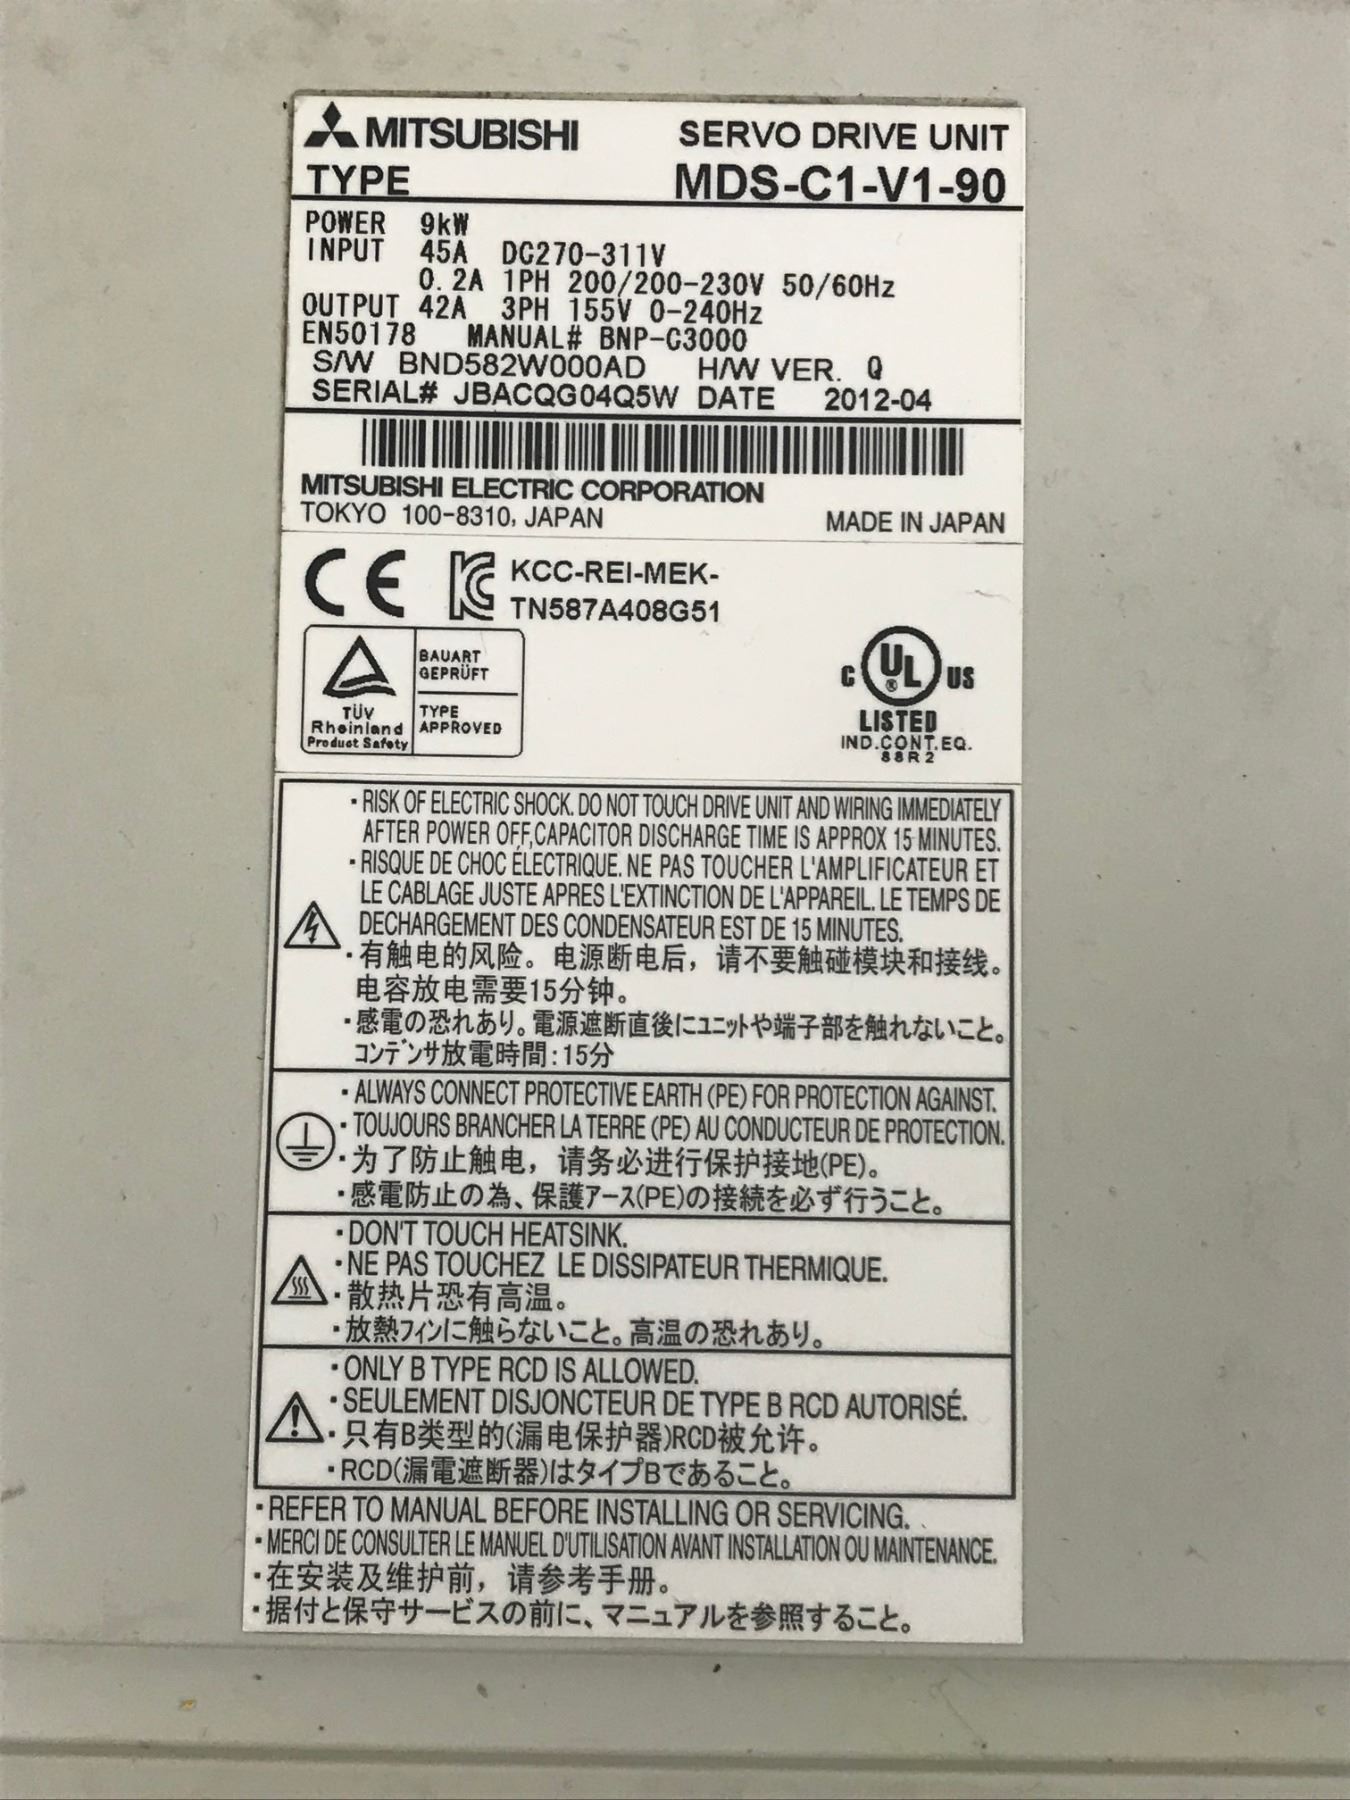 MITSUBISHI SERVO DRIVE UNIT
TYPE MDS-C1-V1-90
POWER 9kW
INPUT 45A DC270-311V
0.2A 1PH 200/200-230V 50/60Hz
OUTPUT 42A 3PH 155V 0-240Hz
EN50178 MANUAL# BNP-C3000
S/W BND582W000AD H/W VER. Q
SERIAL# JBACQG04Q5W DATE 2012-04
MITSUBISHI ELECTRIC CORPORATION
TOKYO 100-8310, JAPAN MADE IN JAPAN
CE KC KCC-REI-MEK-
TN587A408G51
BAUART
GEPRÜFT
TÜV
Rheinland
Product Safety
TYPE
APPROVED
C UL® US
LISTED
IND.CONT.EQ.
88R2
・RISK OF ELECTRIC SHOCK. DO NOT TOUCH DRIVE UNIT AND WIRING IMMEDIATELY
AFTER POWER OFF,CAPACITOR DISCHARGE TIME IS APPROX 15 MINUTES.
・RISQUE DE CHOC ÉLECTRIQUE. NE PAS TOUCHER L'AMPLIFICATEUR ET
LE CABLAGE JUSTE APRES L'EXTINCTION DE L'APPAREIL. LE TEMPS DE
DECHARGEMENT DES CONDENSATEUR EST DE 15 MINUTES.
・有触电的风险。电源断电后，请不要触碰模块和接线。
电容放电需要15分钟。
・感電の恐れあり。電源遮断直後にユニットや端子部を触れないこと。
コンデンサ放電時間：15分
・ALWAYS CONNECT PROTECTIVE EARTH (PE) FOR PROTECTION AGAINST.
・TOUJOURS BRANCHER LA TERRE (PE) AU CONDUCTEUR DE PROTECTION.
・为了防止触电，请务必进行保护接地(PE)。
・感電防止の為、保護アース(PE)の接続を必ず行うこと。
・DON'T TOUCH HEATSINK.
・NE PAS TOUCHEZ LE DISSIPATEUR THERMIQUE.
・散热片恐有高温。
・放熱フィンに触らないこと。高温の恐れあり。
・ONLY B TYPE RCD IS ALLOWED.
・SEULEMENT DISJONCTEUR DE TYPE B RCD AUTORISÉ.
・只有B类型的(漏电保护器)RCD被允许。
・RCD(漏電遮断器)はタイプBであること。
・REFER TO MANUAL BEFORE INSTALLING OR SERVICING.
・MERCI DE CONSULTER LE MANUEL D'UTILISATION AVANT INSTALLATION OU MAINTENANCE.
・在安装及维护前，请参考手册。
・据付と保守サービスの前に、マニュアルを参照すること。